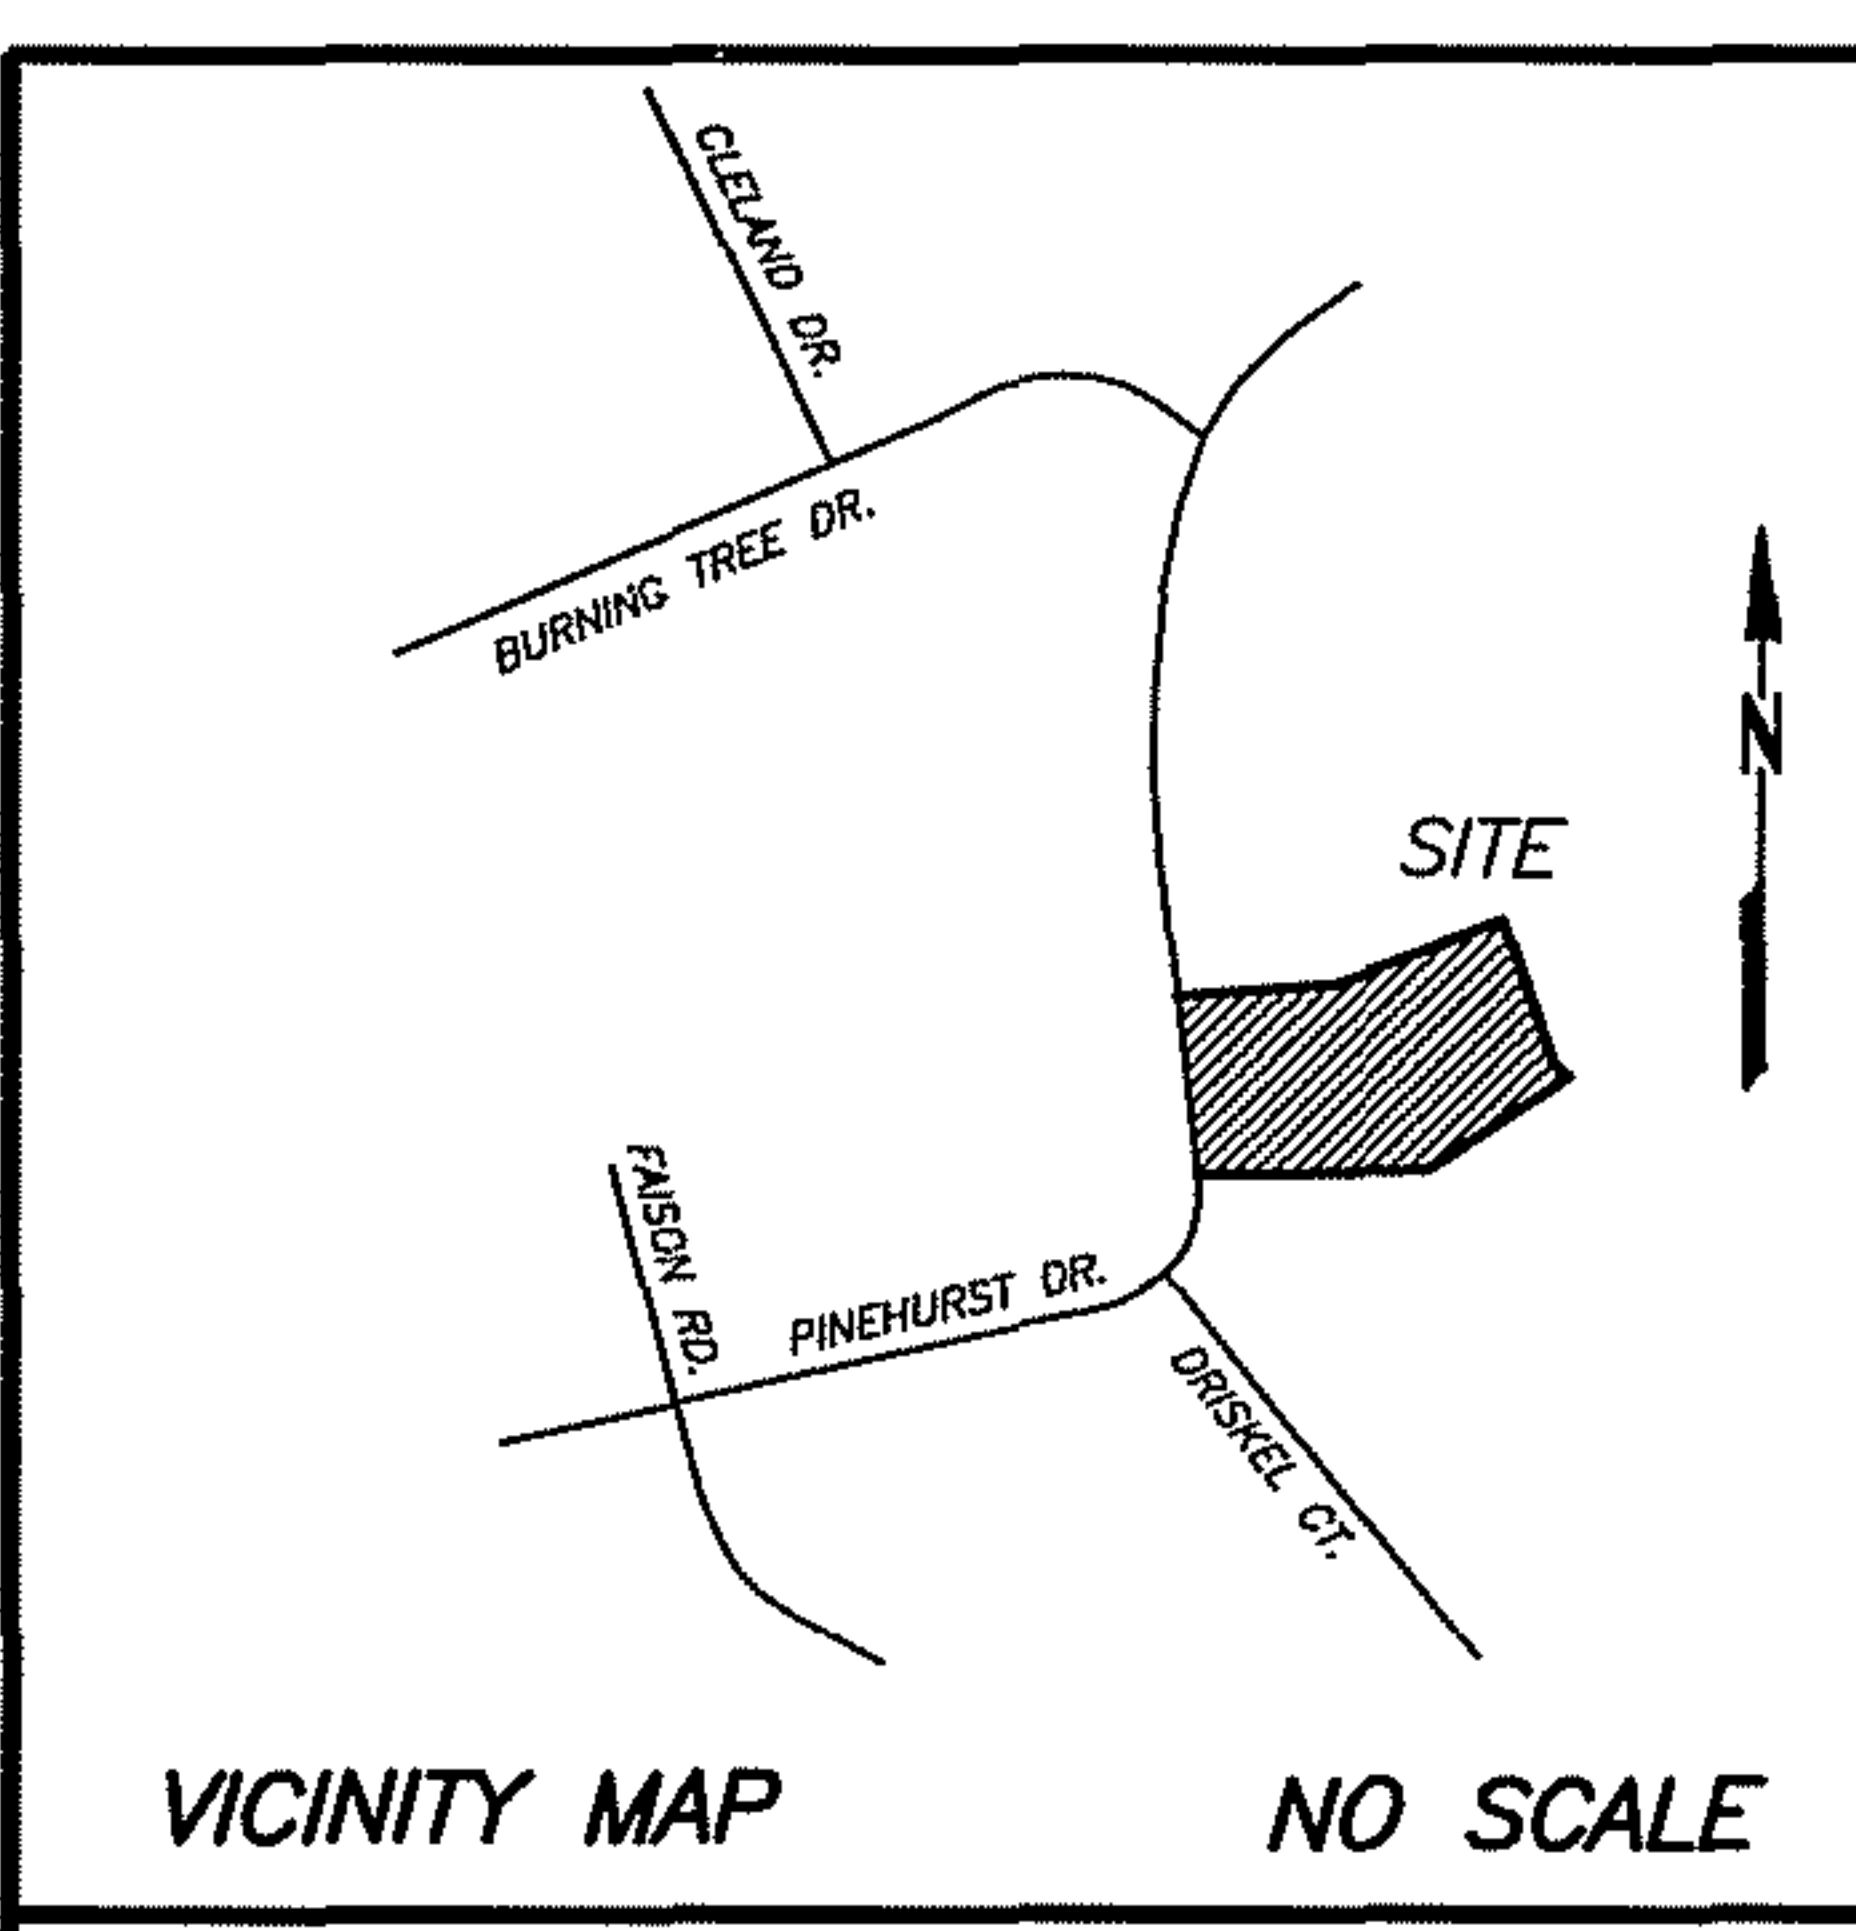 CLELAND DR.
BURNING TREE DR.
N
SITE
FAISON RD.
PINEHURST DR.
DRISKEL CT.
VICINITY MAP
NO SCALE